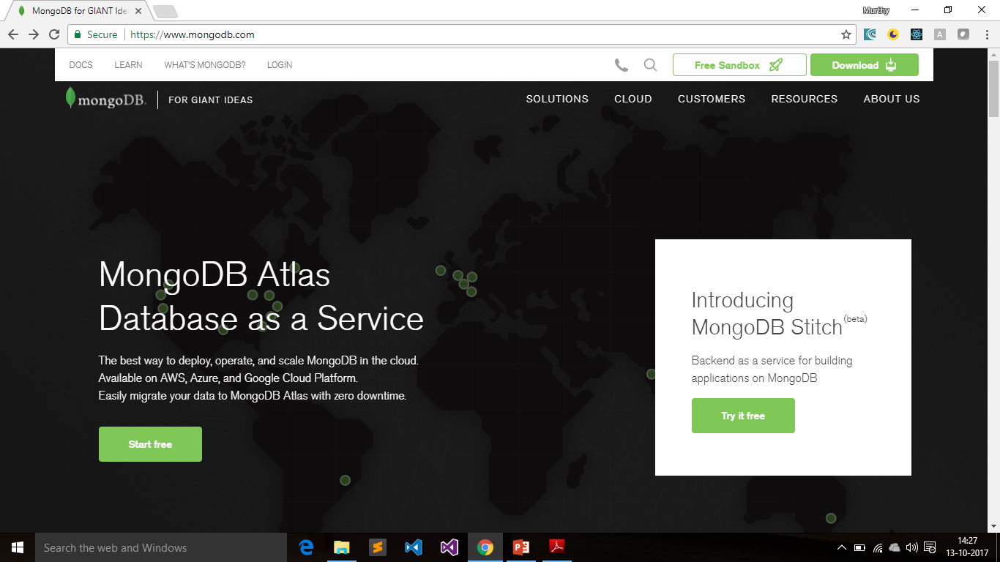 MongoDB for GIANT Ide
Murthy
Secure https://www.mongodb.com
A
DOCS LEARN WHAT'S MONGODB? LOGIN Free Sandbox Download
mongoDB. FOR GIANT IDEAS SOLUTIONS CLOUD CUSTOMERS RESOURCES ABOUT US
MongoDB Atlas
Database as a Service
The best way to deploy, operate, and scale MongoDB in the cloud.
Available on AWS, Azure, and Google Cloud Platform.
Easily migrate your data to MongoDB Atlas with zero downtime.
Start free
Introducing
MongoDB Stitch (beta)
Backend as a service for building
applications on MongoDB
Try it free
Search the web and Windows
14:27
13-10-2017